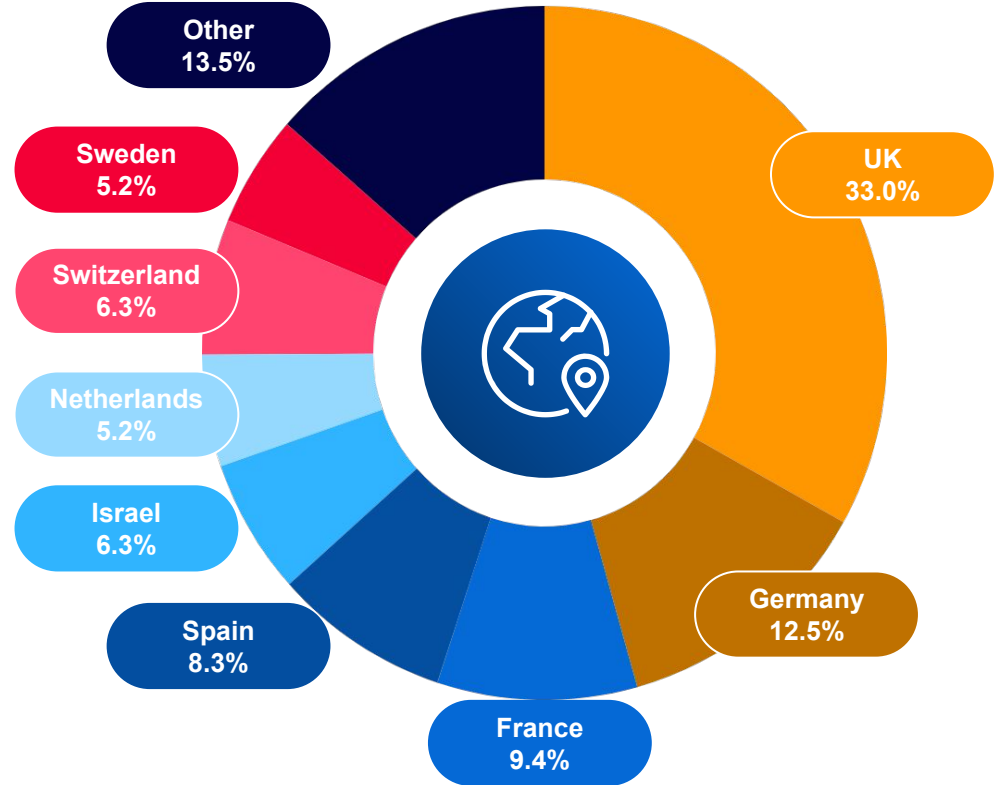 Other
13.5%
UK
33.0%
Sweden
5.2%
Switzerland
6.3%
Netherlands
5.2%
Israel
6.3%
Germany
12.5%
Spain
8.3%
France
9.4%